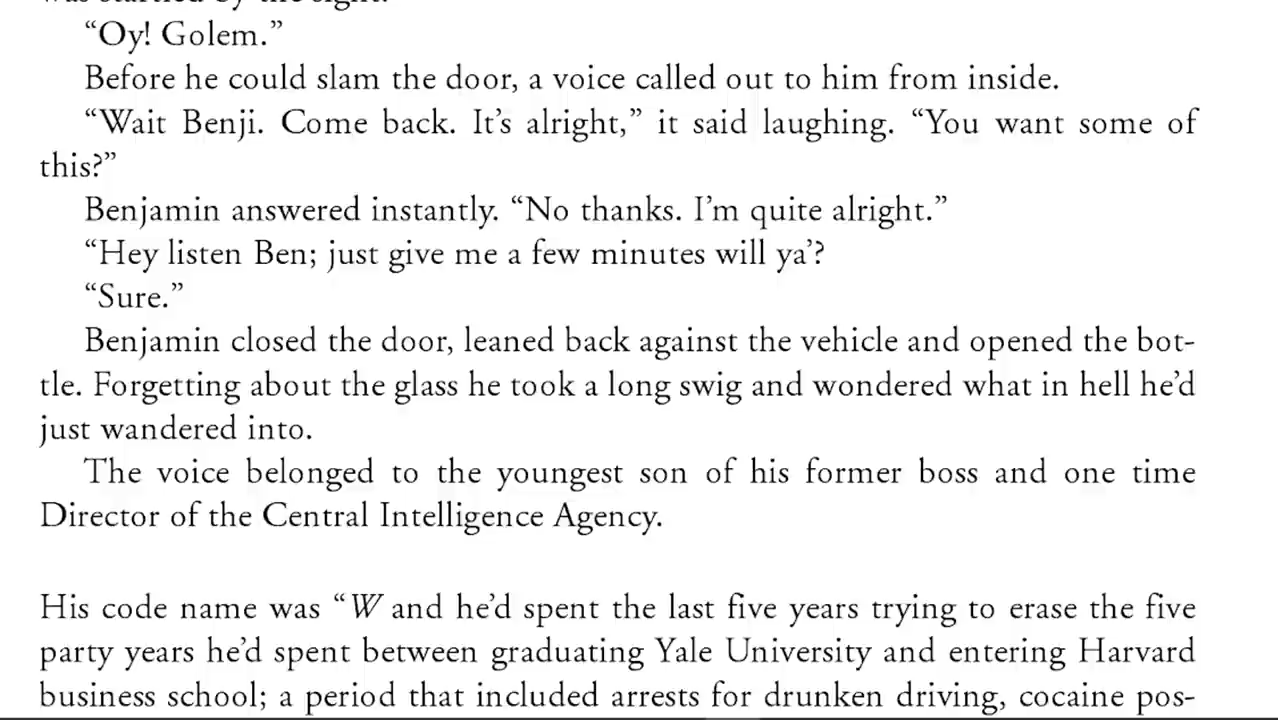 “Oy! Golem.”
Before he could slam the door, a voice called out to him from inside.
“Wait Benji. Come back. It’s alright,” it said laughing. “You want some of
this?”
Benjamin answered instantly. “No thanks. I’m quite alright.”
“Hey listen Ben; just give me a few minutes will ya’?
“Sure.”
Benjamin closed the door, leaned back against the vehicle and opened the bot-
tle. Forgetting about the glass he took a long swig and wondered what in hell he’d
just wandered into.
The voice belonged to the youngest son of his former boss and one time
Director of the Central Intelligence Agency.
His code name was “W and he’d spent the last five years trying to erase the five
party years he’d spent between graduating Yale University and entering Harvard
business school; a period that included arrests for drunken driving, cocaine pos-